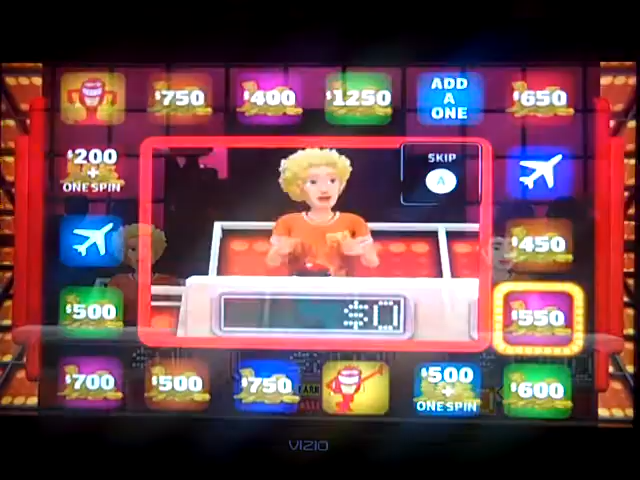 $750
$400
$1250
ADD
A
ONE
$650
$200
+
ONE SPIN
SKIP
A
$450
$500
$550
$0
$700
$500
$750
$500
+
ONE SPIN
$600
VIZIO